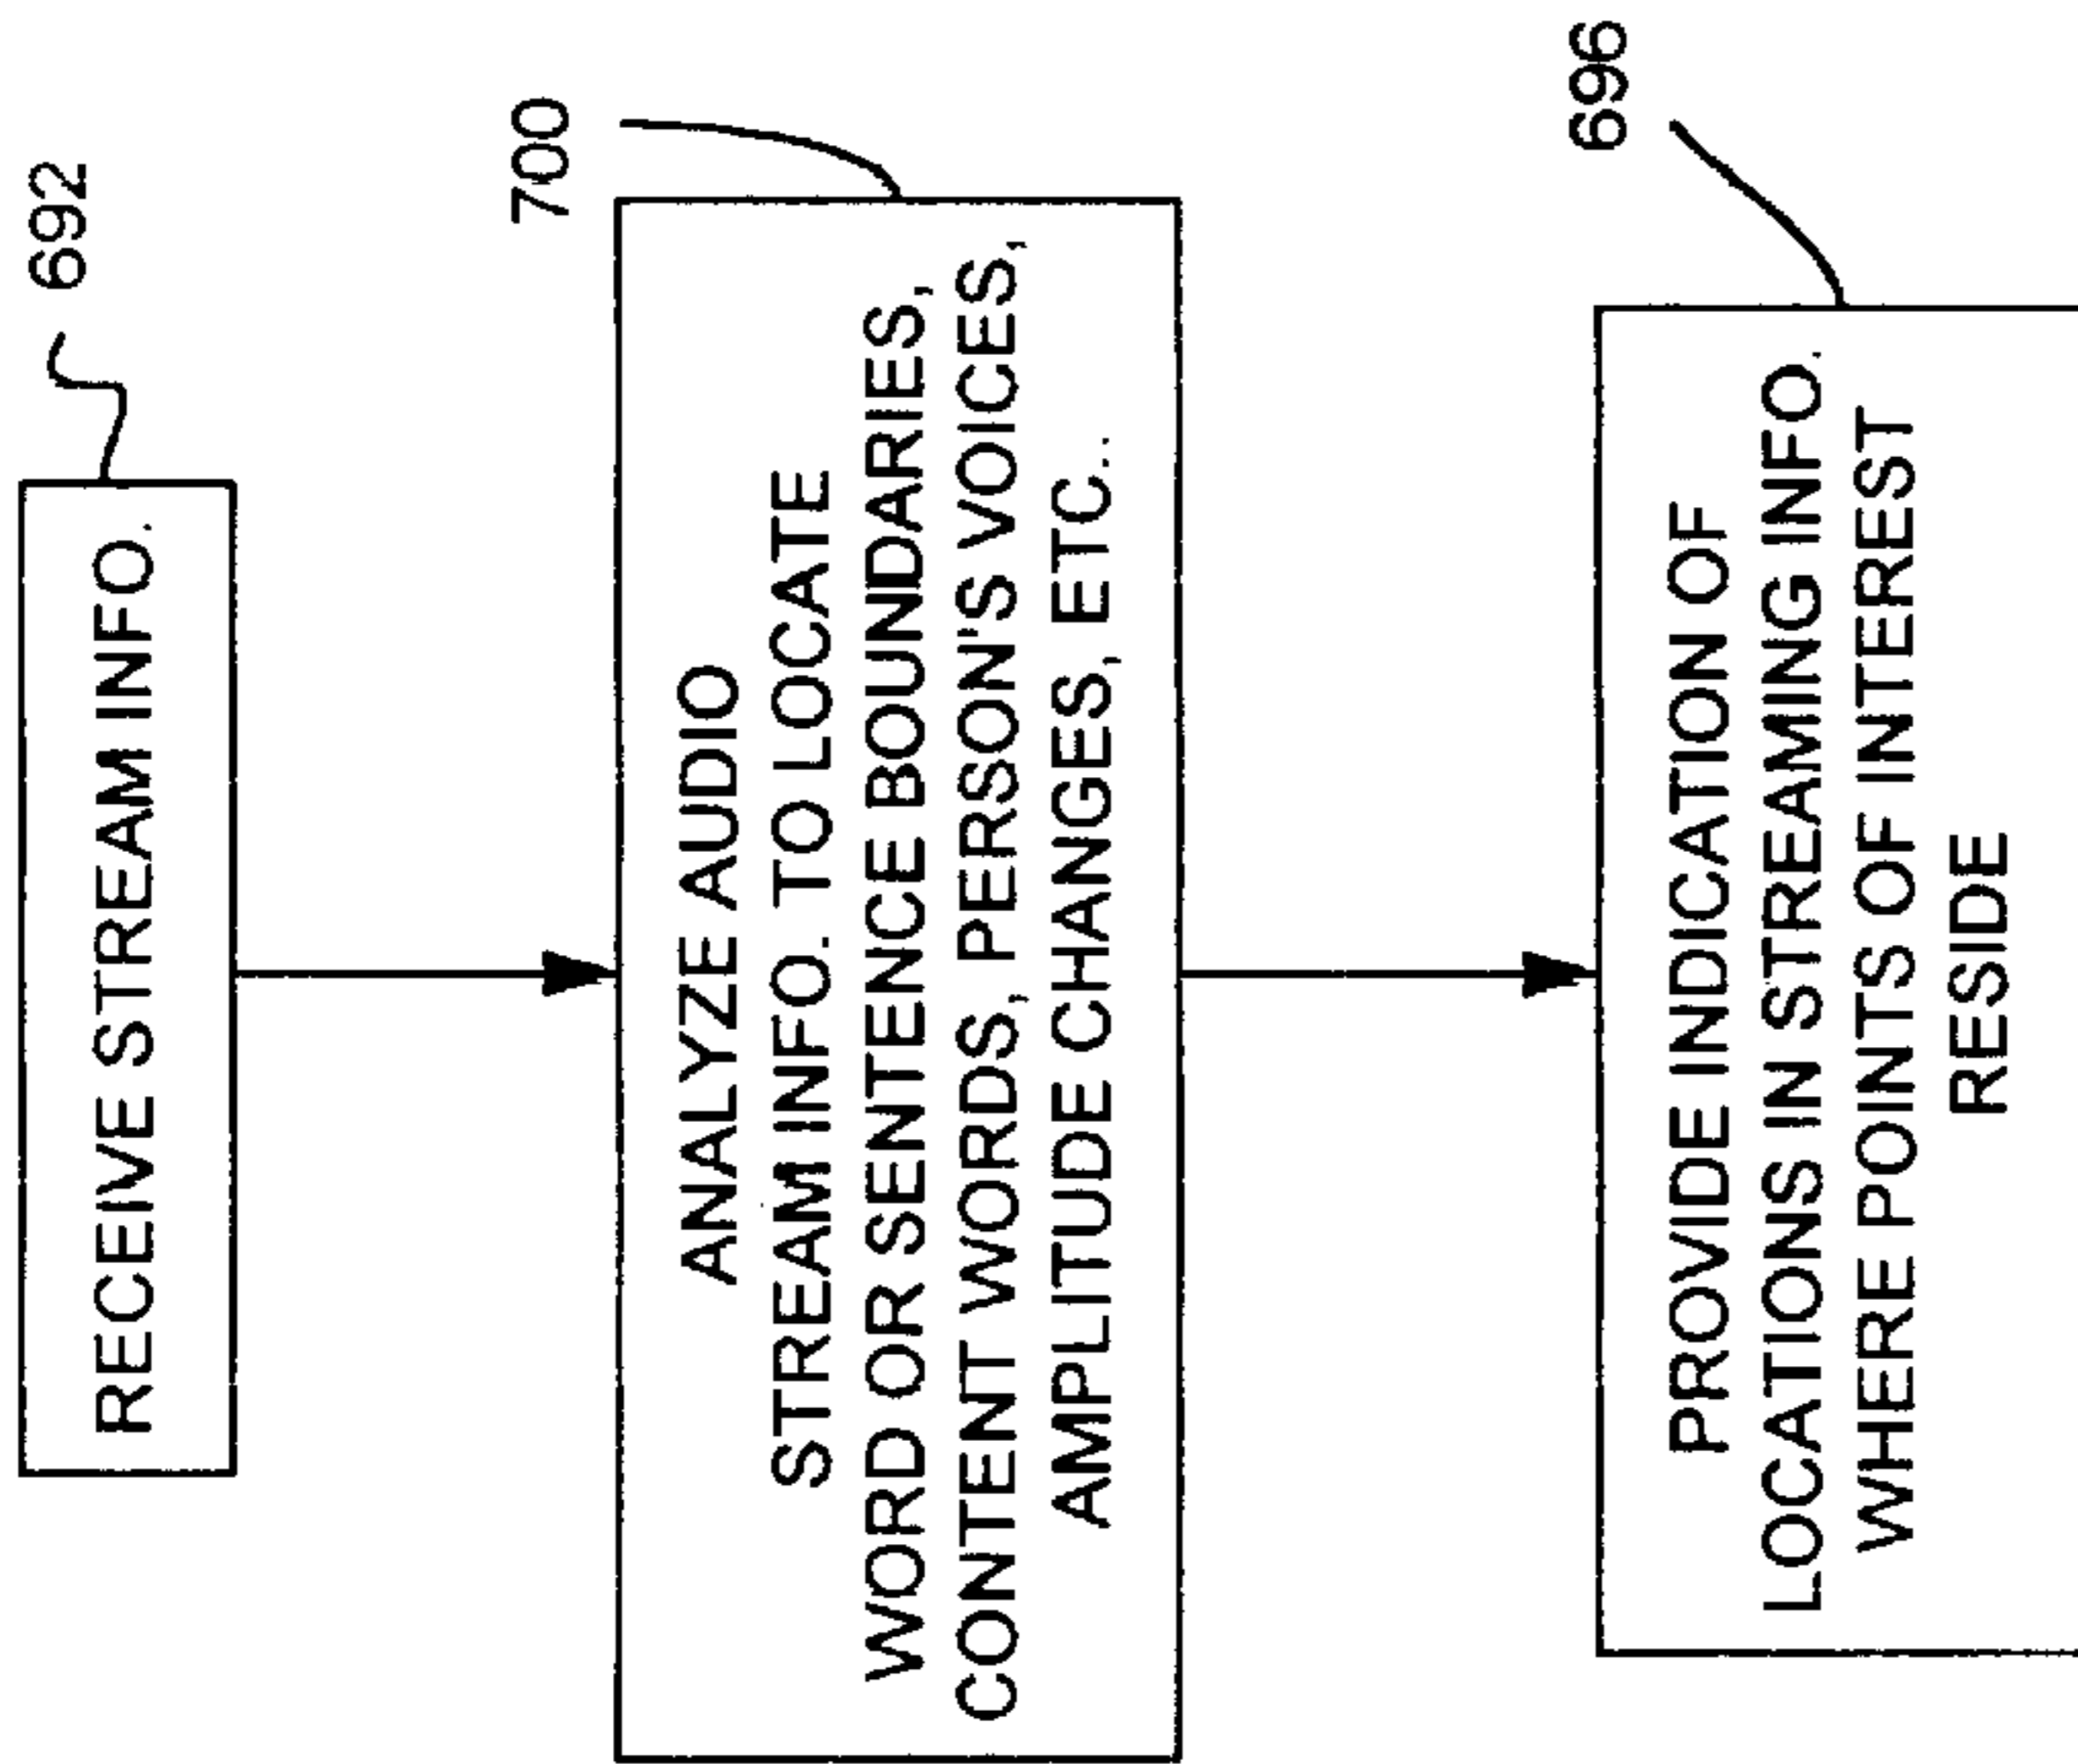 692
RECEIVE STREAM INFO.
700
ANALYZE AUDIO
STREAM INFO. TO LOCATE
WORD OR SENTENCE BOUNDARIES,
CONTENT WORDS, PERSON'S VOICES,
AMPLITUDE CHANGES, ETC..
696
PROVIDE INDICATION OF
LOCATIONS IN STREAMING INFO.
WHERE POINTS OF INTEREST
RESIDE